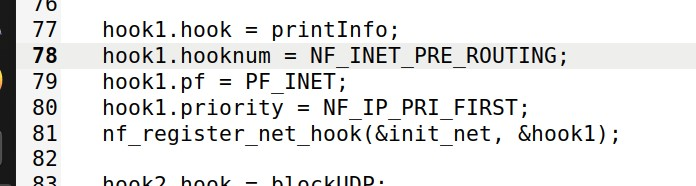 76
77 hook1.hook = printInfo;
78 hook1.hooknum = NF_INET_PRE_ROUTING;
79 hook1.pf = PF_INET;
80 hook1.priority = NF_IP_PRI_FIRST;
81 nf_register_net_hook(&init_net, &hook1);
82
83 hook2.hook = blockUDP;